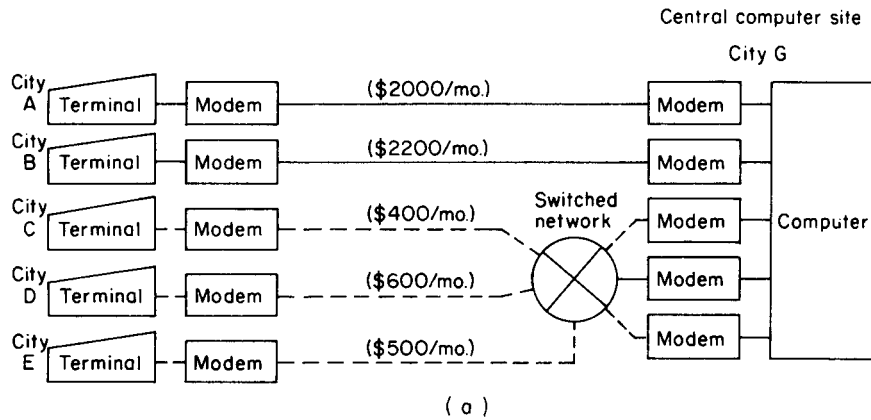 Central computer site
City G
City A Terminal Modem ($2000/mo.) Modem
City B Terminal Modem ($2200/mo.) Modem
City C Terminal Modem ($400/mo.) Switched network Modem Computer
City D Terminal Modem ($600/mo.) Modem
City E Terminal Modem ($500/mo.) Modem
(a)